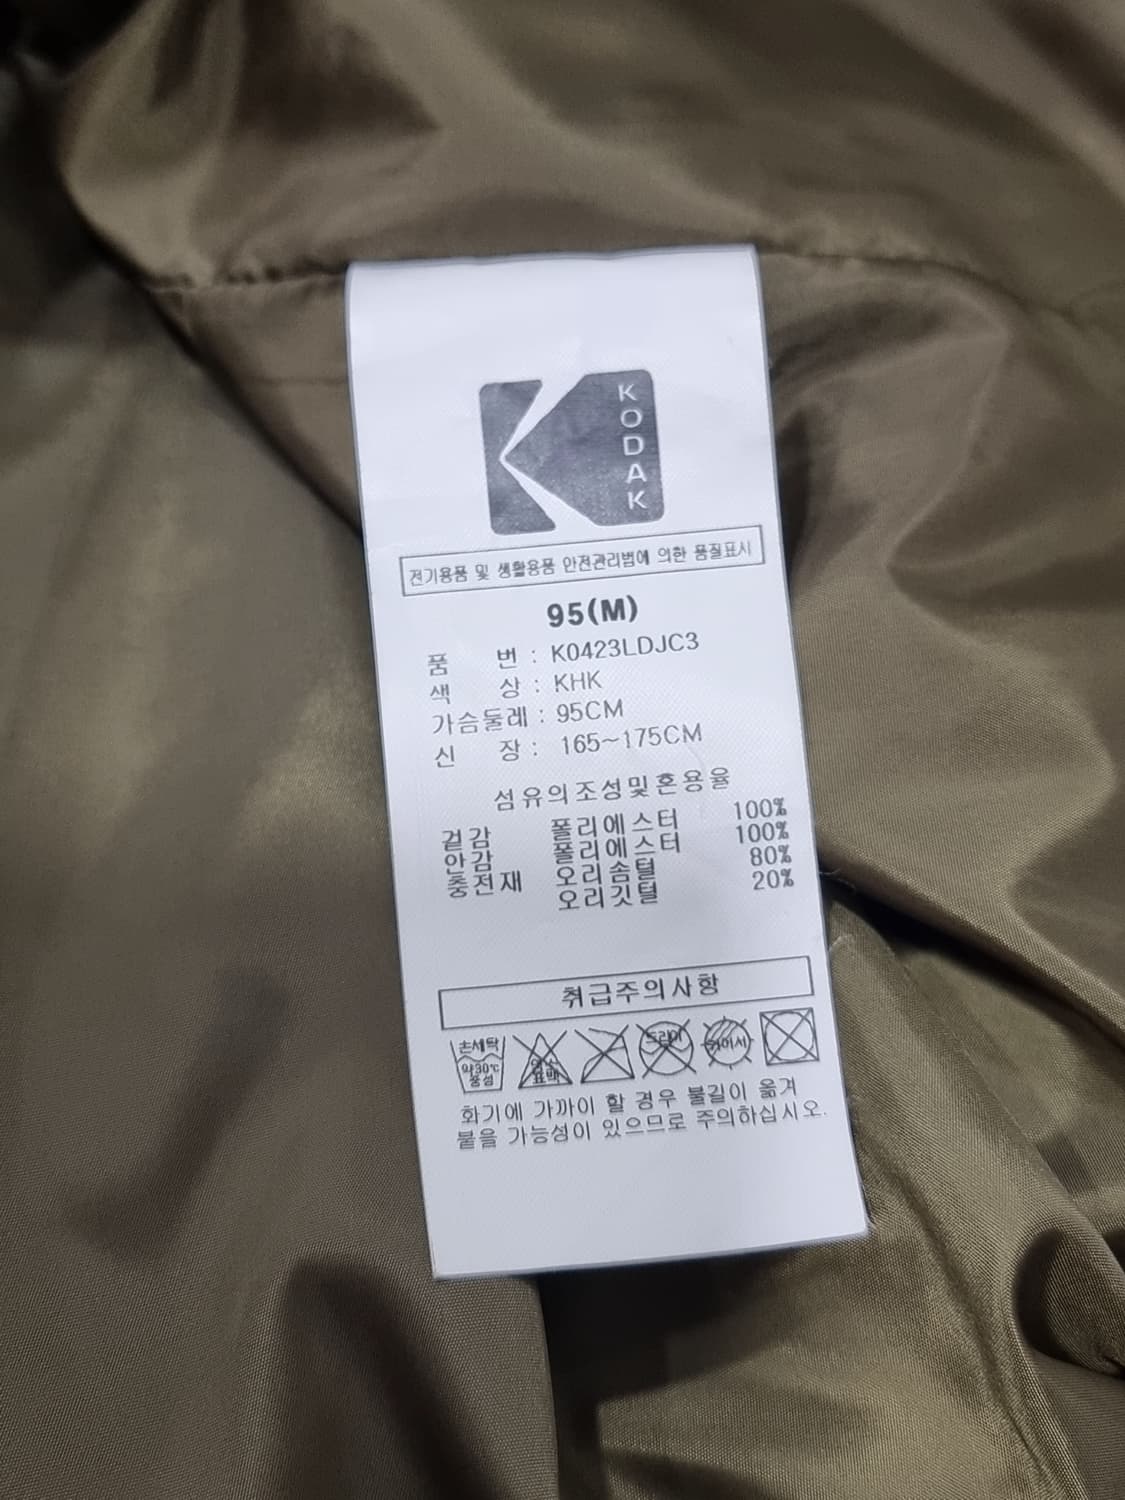 KODAK
전기용품 및 생활용품 안전관리법에 의한 품질표시
95(M)
품 번 : K0423LDJC3
색 상 : KHK
가슴둘레 : 95CM
신 장 : 165~175CM
섬유의조성및혼용율
겉감 폴리에스터 100%
안감 폴리에스터 100%
충전재 오리솜털 80%
오리깃털 20%
취급주의사항
손세탁
약30℃
중성
염소
표백
드라이
화기에 가까이 할 경우 불길이 옮겨
붙을 가능성이 있으므로 주의하십시오.